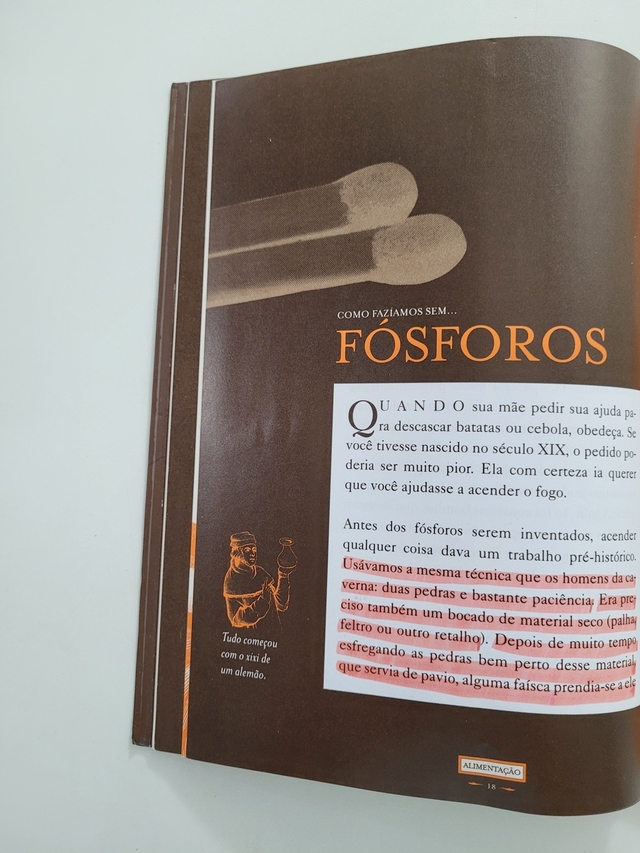 COMO FAZÍAMOS SEM...
FÓSFOROS
QUANDO sua mãe pedir sua ajuda pa-
ra descascar batatas ou cebola, obedeça. Se
você tivesse nascido no século XIX, o pedido po-
deria ser muito pior. Ela com certeza ia querer
que você ajudasse a acender o fogo.
Antes dos fósforos serem inventados, acender
qualquer coisa dava um trabalho pré-histórico.
Usávamos a mesma técnica que os homens da ca-
verna: duas pedras e bastante paciência. Era pre-
ciso também um bocado de material seco (palha,
feltro ou outro retalho). Depois de muito tempo
esfregando as pedras bem perto desse material,
que servia de pavio, alguma faísca prendia-se a ele
Tudo começou
com o xixi de
um alemão.
ALIMENTAÇÃO
18